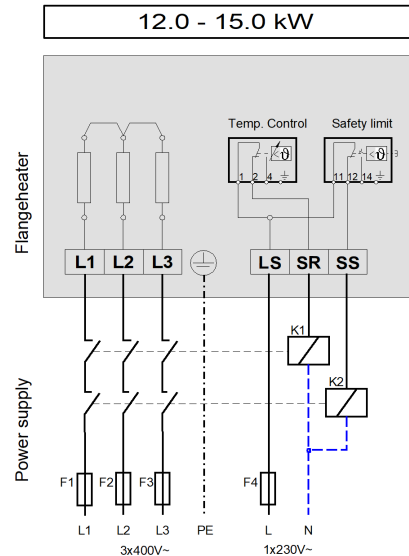 12.0 - 15.0 kW
Flangeheater
Temp. Control
Safety limit
ϑ
ϑ
1 2 4
11 12 14
L1 L2 L3
LS SR SS
K1
K2
Power supply
F1 F2 F3 F4
L1 L2 L3 PE L N
3x400V~ 1x230V~